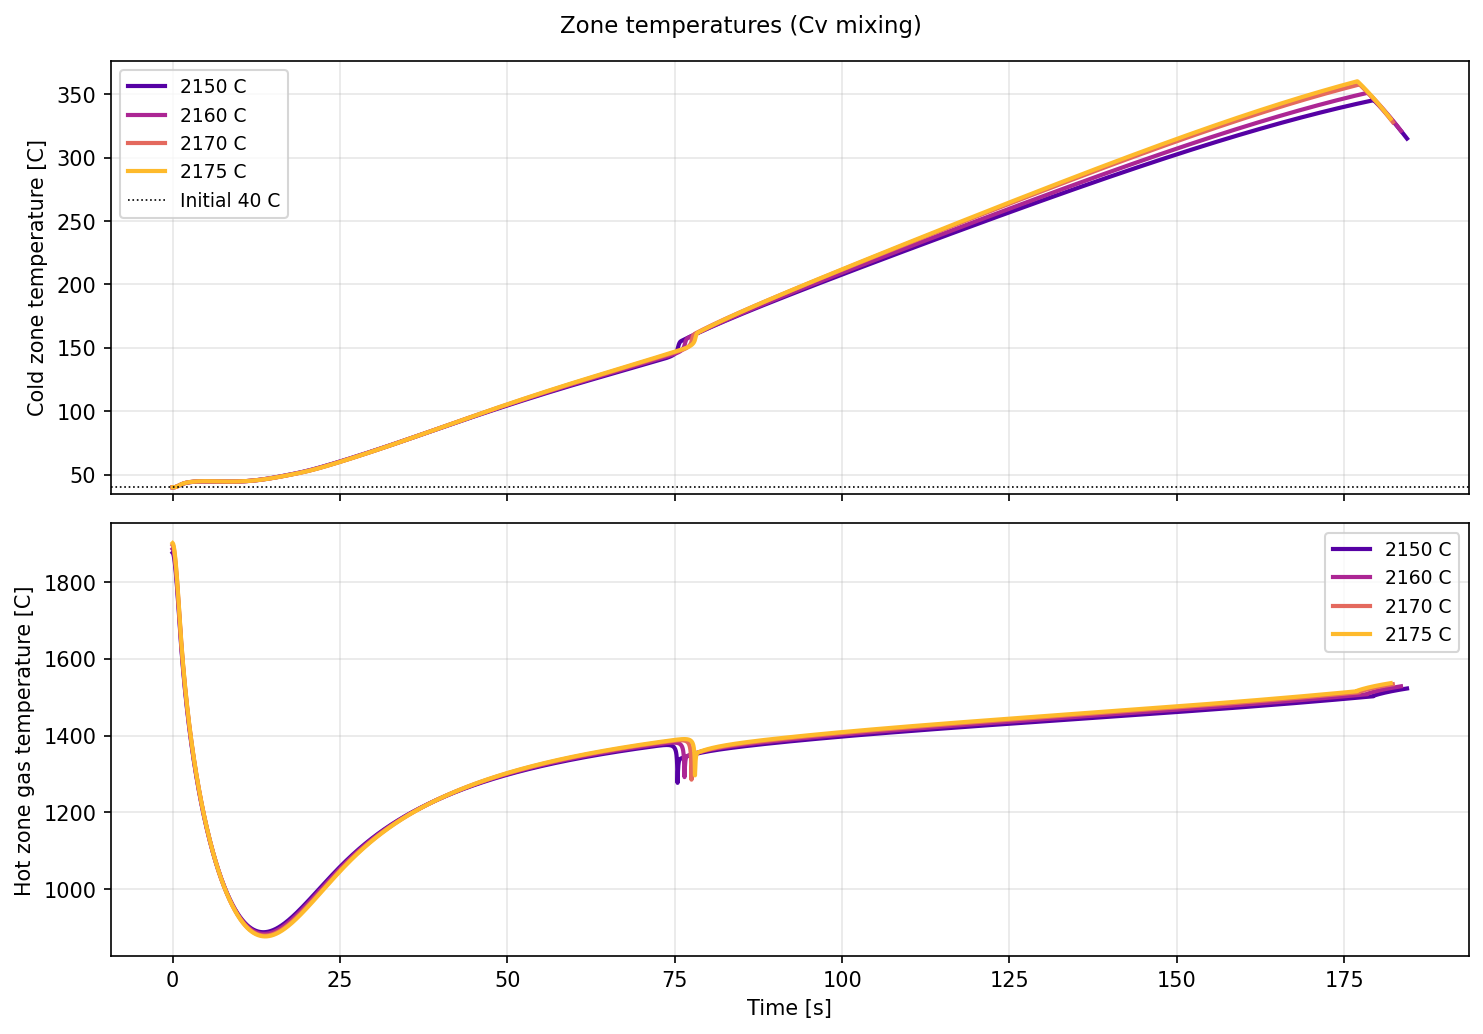 Zone temperatures (Cv mixing)
Cold zone temperature [C]
350
300
250
200
150
100
50
2150 C
2160 C
2170 C
2175 C
Initial 40 C
Hot zone gas temperature [C]
1800
1600
1400
1200
1000
2150 C
2160 C
2170 C
2175 C
0 25 50 75 100 125 150 175
Time [s]